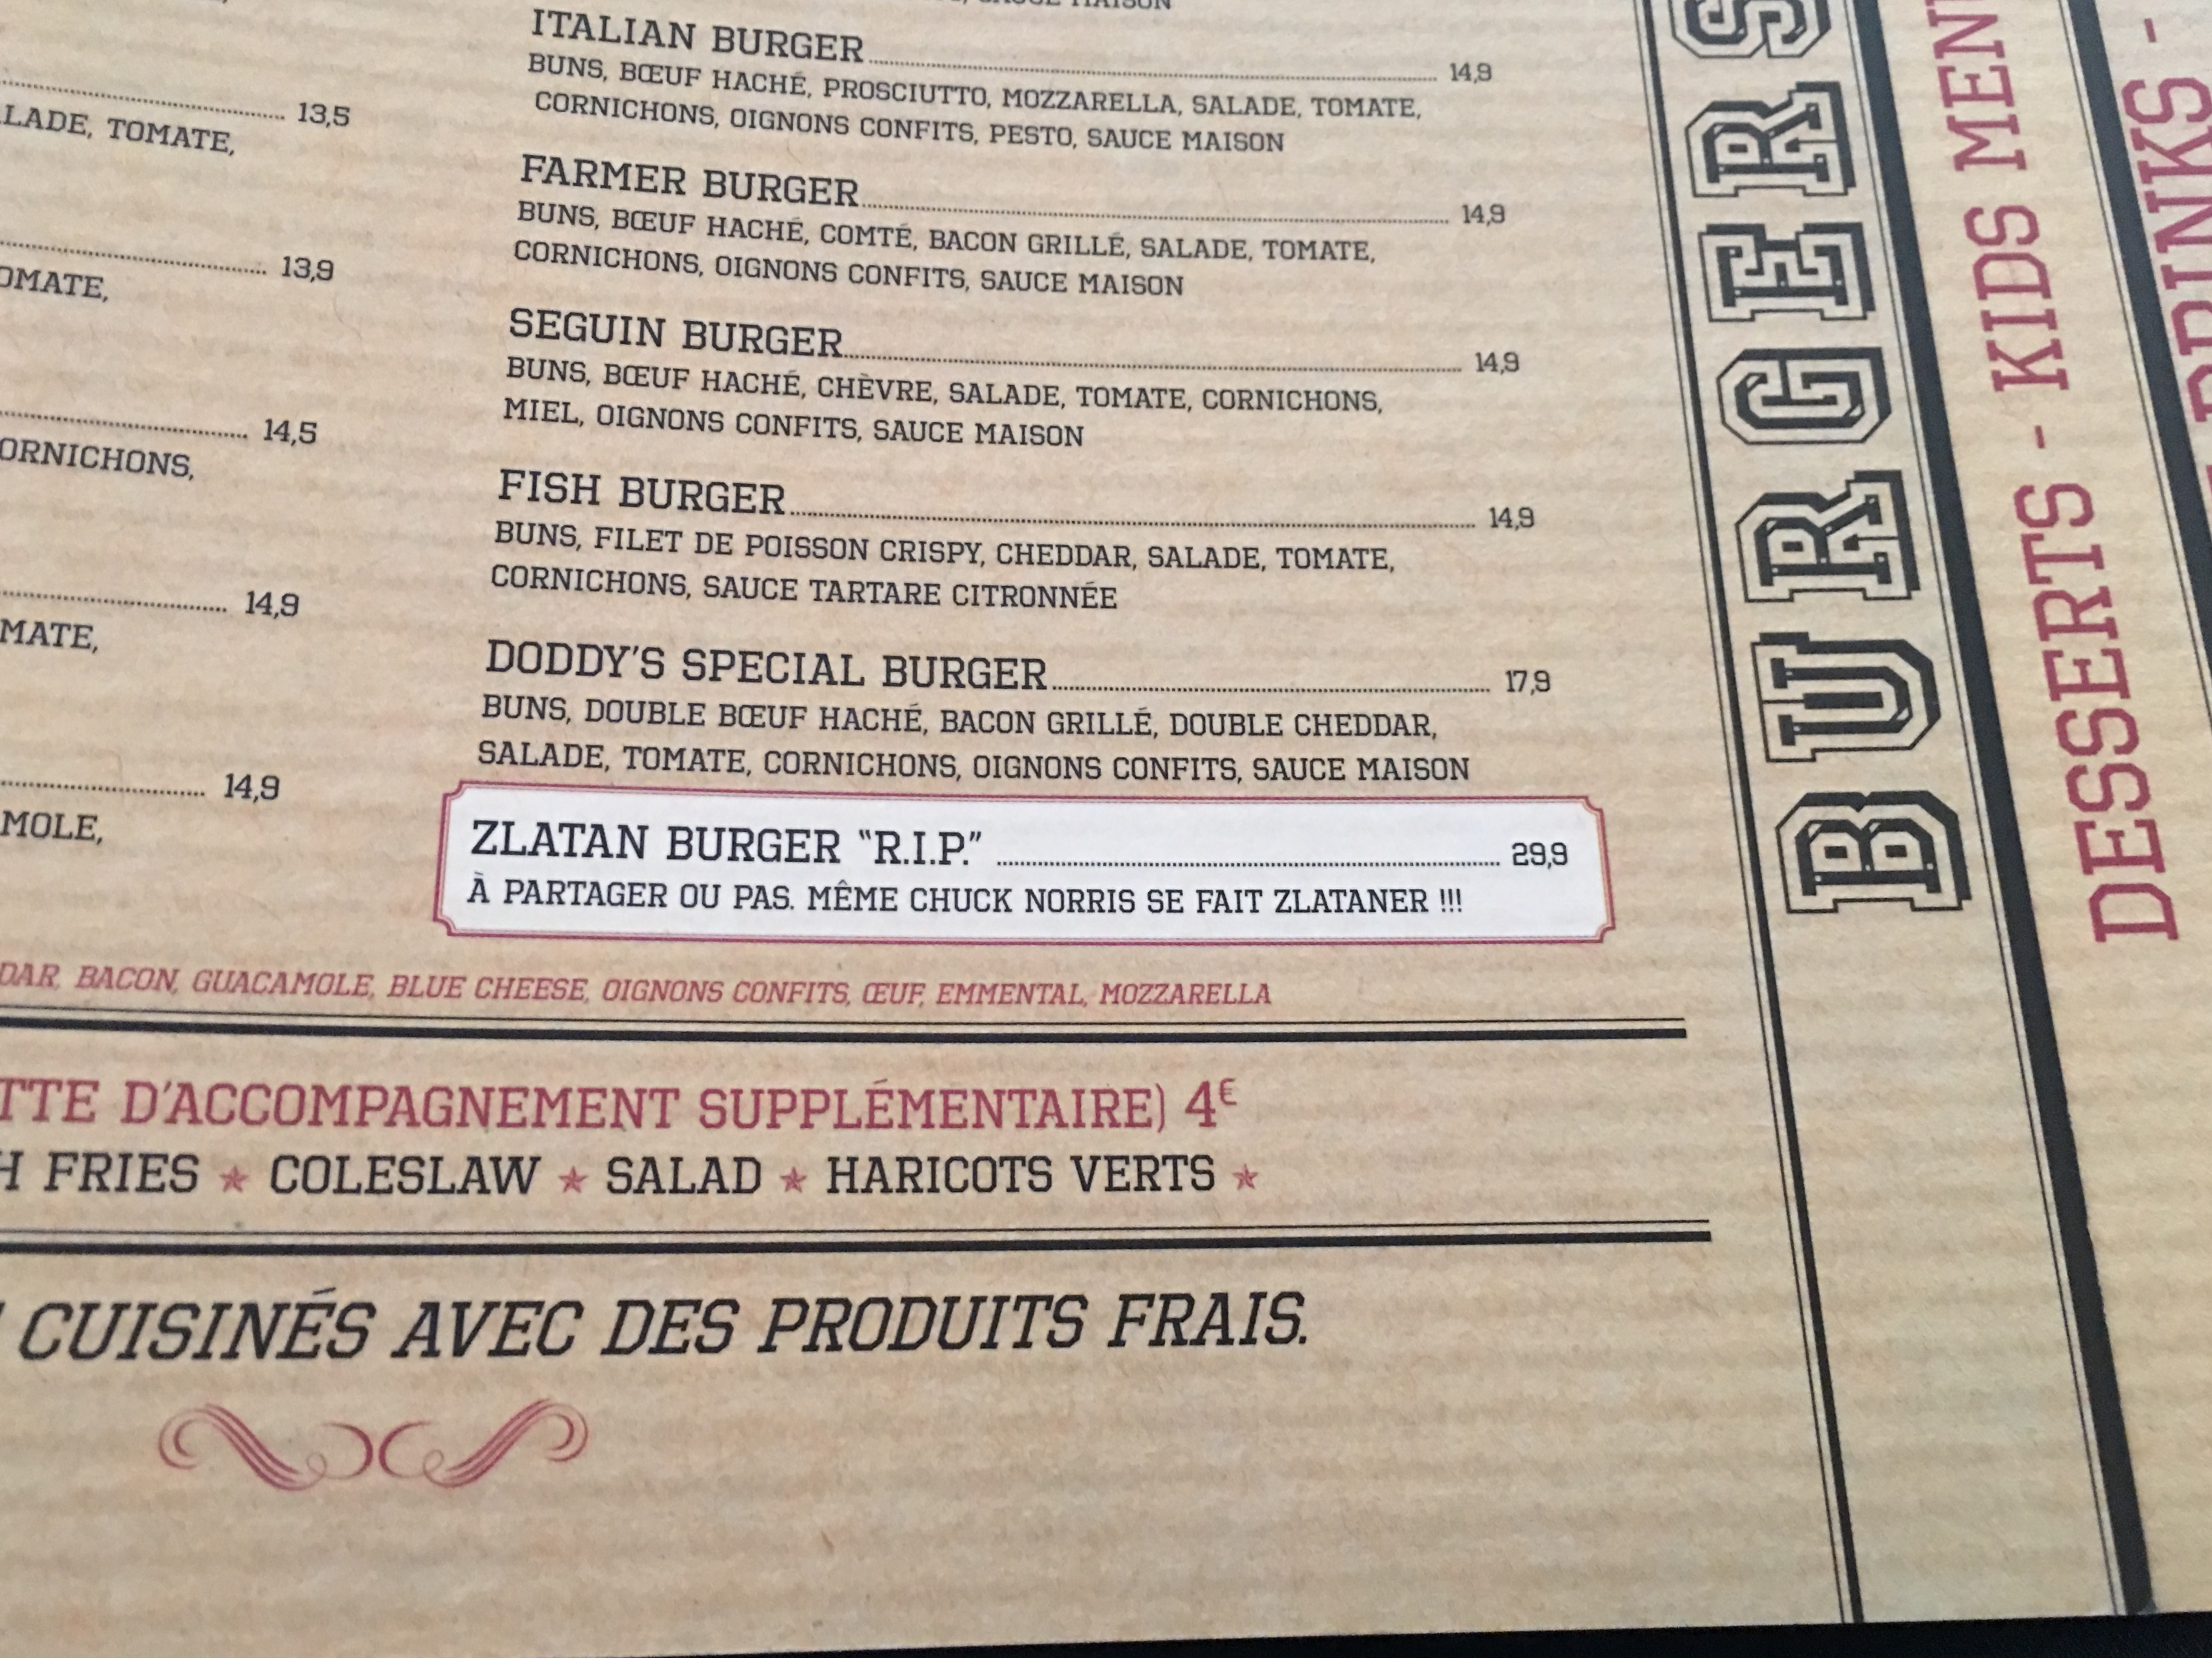 SAUCE MAISON
ITALIAN BURGER 14,9
BUNS, BŒUF HACHÉ, PROSCIUTTO, MOZZARELLA, SALADE, TOMATE,
CORNICHONS, OIGNONS CONFITS, PESTO, SAUCE MAISON
FARMER BURGER 14,9
BUNS, BŒUF HACHÉ, COMTÉ, BACON GRILLÉ, SALADE, TOMATE,
CORNICHONS, OIGNONS CONFITS, SAUCE MAISON
SEGUIN BURGER 14,9
BUNS, BŒUF HACHÉ, CHÈVRE, SALADE, TOMATE, CORNICHONS,
MIEL, OIGNONS CONFITS, SAUCE MAISON
FISH BURGER 14,9
BUNS, FILET DE POISSON CRISPY, CHEDDAR, SALADE, TOMATE,
CORNICHONS, SAUCE TARTARE CITRONNÉE
DODDY'S SPECIAL BURGER 17,9
BUNS, DOUBLE BŒUF HACHÉ, BACON GRILLÉ, DOUBLE CHEDDAR,
SALADE, TOMATE, CORNICHONS, OIGNONS CONFITS, SAUCE MAISON
ZLATAN BURGER "R.I.P." 29,9
À PARTAGER OU PAS. MÊME CHUCK NORRIS SE FAIT ZLATANER !!!
13,5
LADE, TOMATE,
13,9
OMATE,
14,5
ORNICHONS,
14,9
MATE,
14,9
MOLE,
DAR, BACON, GUACAMOLE, BLUE CHEESE, OIGNONS CONFITS, ŒUF, EMMENTAL, MOZZARELLA
TTE D'ACCOMPAGNEMENT SUPPLÉMENTAIRE) 4€
H FRIES ★ COLESLAW ★ SALAD ★ HARICOTS VERTS ★
CUISINÉS AVEC DES PRODUITS FRAIS.
BURGERS
DESSERTS - KIDS MEN
DRINKS -